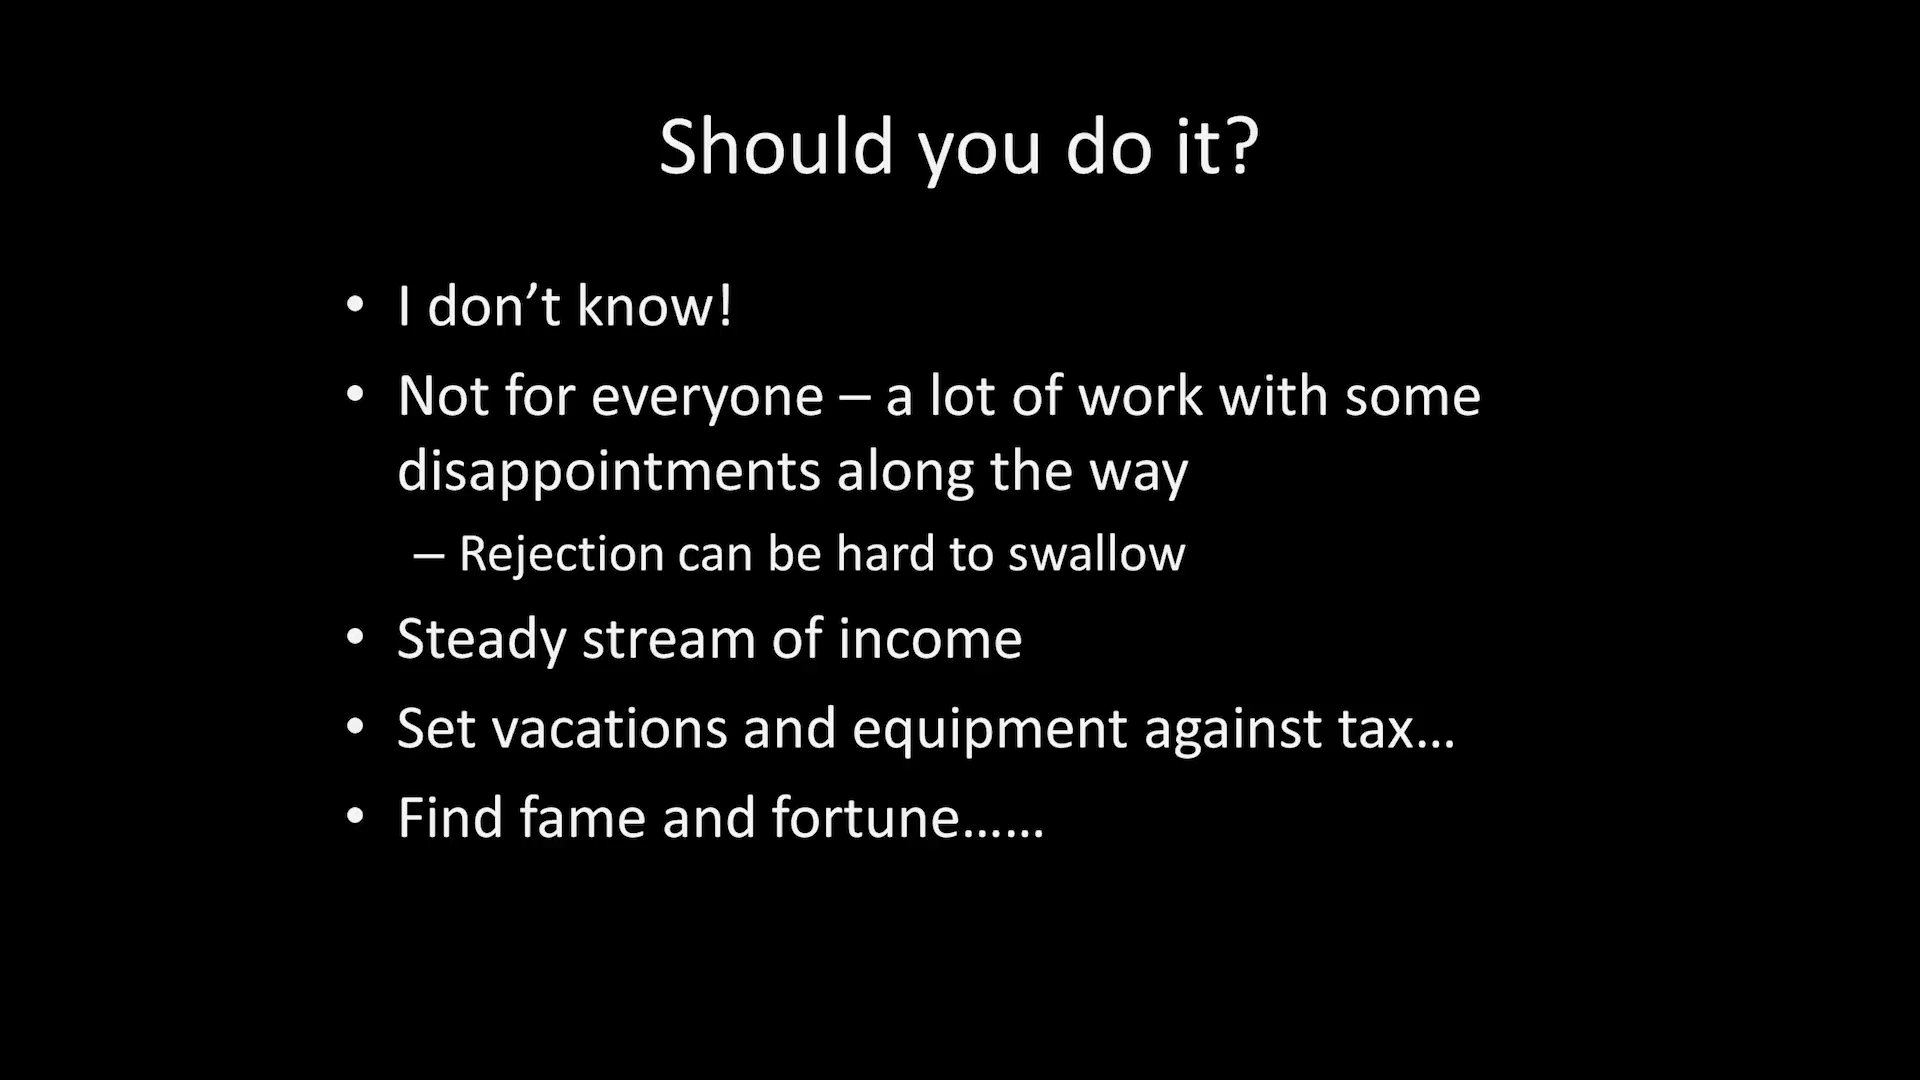 Should you do it?
• I don’t know!
• Not for everyone – a lot of work with some
disappointments along the way
– Rejection can be hard to swallow
• Steady stream of income
• Set vacations and equipment against tax…
• Find fame and fortune……